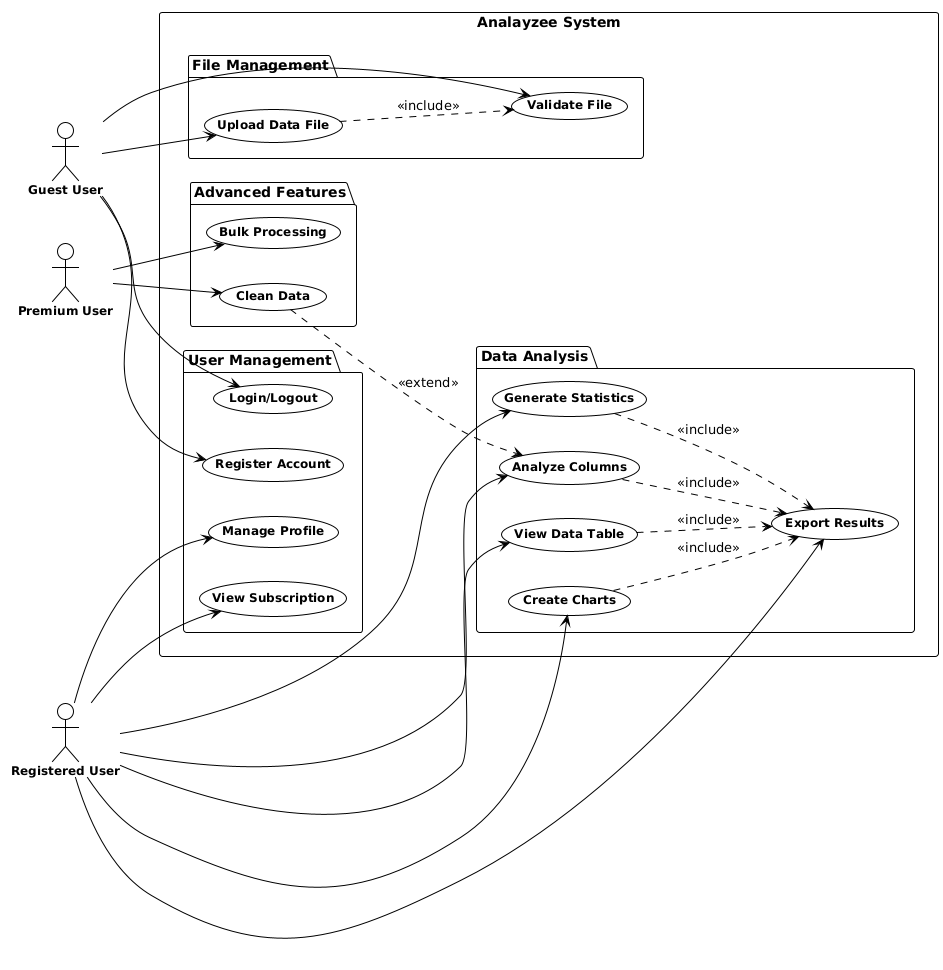 Analayzee System
File Management
Upload Data File
«include»
Validate File
Guest User
Advanced Features
Bulk Processing
Clean Data
Premium User
User Management
Login/Logout
Register Account
Manage Profile
View Subscription
«extend»
Data Analysis
Generate Statistics
«include»
Analyze Columns
«include»
View Data Table
«include»
Create Charts
«include»
Export Results
Registered User